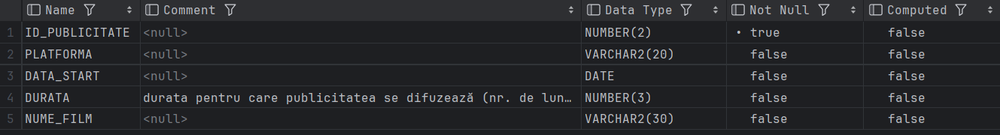 Name Comment Data Type Not Null Computed
1 ID_PUBLICITATE <null> NUMBER(2) • true false
2 PLATFORMA <null> VARCHAR2(20) false false
3 DATA_START <null> DATE false false
4 DURATA durata pentru care publicitatea se difuzează (nr. de lun… NUMBER(3) false false
5 NUME_FILM <null> VARCHAR2(30) false false